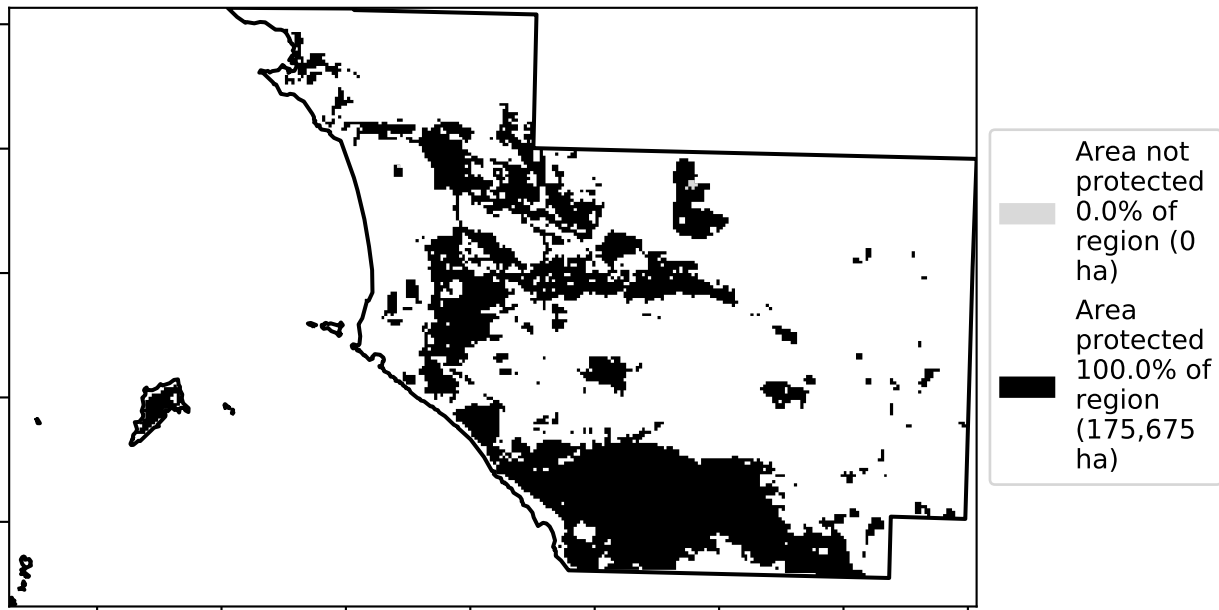 Area not
protected
0.0% of
region (0
ha)
Area
protected
100.0% of
region
(175,675
ha)